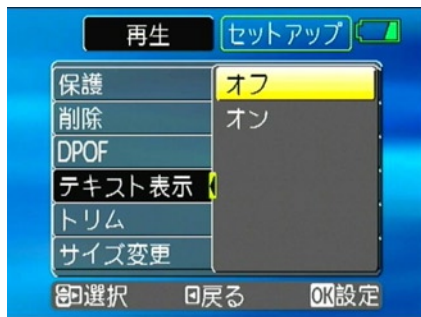 再生 セットアップ
保護 オフ
削除 オン
DPOF
テキスト表示
トリム
サイズ変更
選択 戻る OK設定